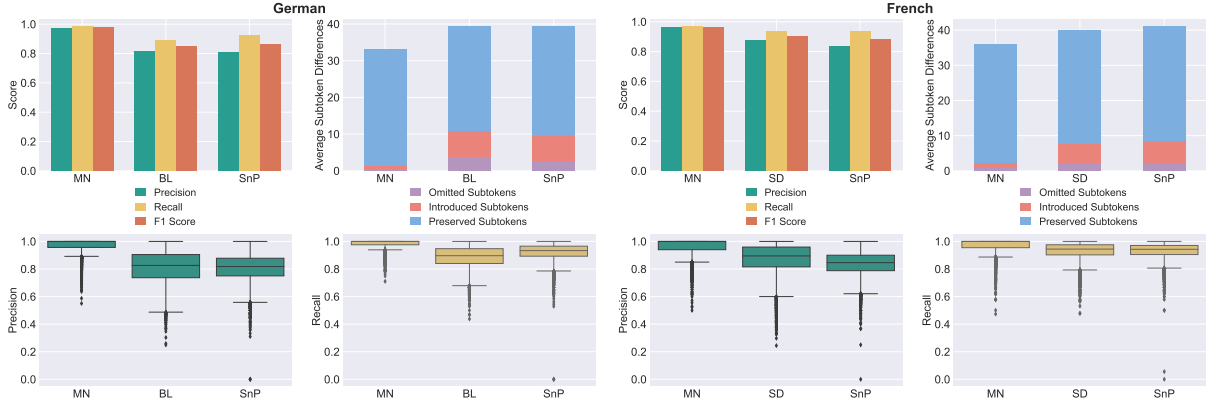 German
Score
1.0
0.8
0.6
0.4
0.2
0.0
MN BL SnP
Precision
Recall
F1 Score
Average Subtoken Differences
40
30
20
10
0
MN BL SnP
Omitted Subtokens
Introduced Subtokens
Preserved Subtokens
Precision
1.0
0.8
0.6
0.4
0.2
0.0
MN BL SnP
Recall
1.0
0.8
0.6
0.4
0.2
0.0
MN BL SnP
French
Score
1.0
0.8
0.6
0.4
0.2
0.0
MN SD SnP
Precision
Recall
F1 Score
Average Subtoken Differences
40
30
20
10
0
MN SD SnP
Omitted Subtokens
Introduced Subtokens
Preserved Subtokens
Precision
1.0
0.8
0.6
0.4
0.2
0.0
MN SD SnP
Recall
1.0
0.8
0.6
0.4
0.2
0.0
MN SD SnP